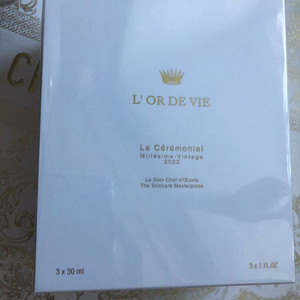 L'OR DE VIE
Le Cérémonial
Millésime-Vintage
Le Soin Chef-d'Œuvre
The Skincare Masterpiece
3 x 30 ml
3 x 1 FL.OZ